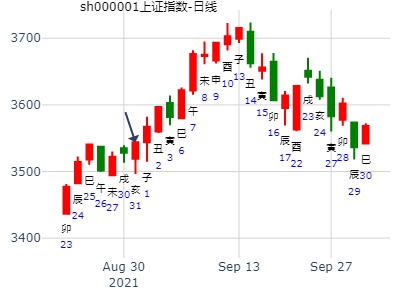 sh000001上证指数-日线
3700
3600
3500
3400
卯
23
辰
24
巳
25
午
26
未
27
戌
30
亥
31
子
1
丑
2
寅
3
巳
6
午
7
未
8
申
9
酉
10
子
13
丑
14
寅
15
卯
16
辰
17
酉
22
戌
23
亥
24
寅
27
卯
28
辰
29
巳
30
Aug 30
2021
Sep 13
Sep 27